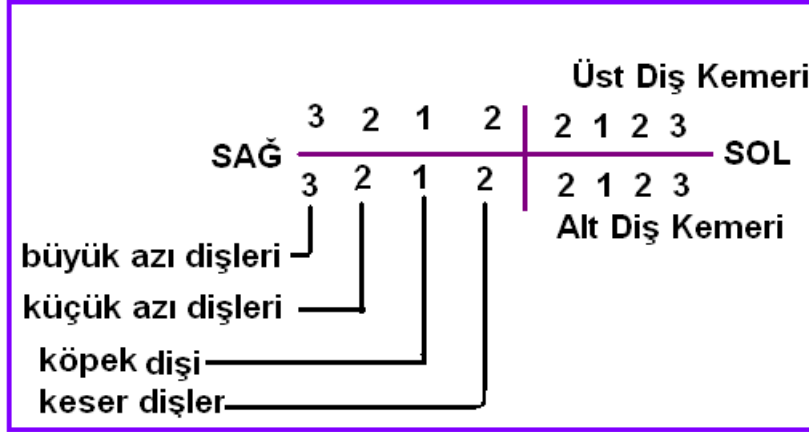 Üst Diş Kemeri
3 2 1 2 2 1 2 3
SAĞ SOL
3 2 1 2 2 1 2 3
Alt Diş Kemeri
büyük azı dişleri
küçük azı dişleri
köpek dişi
keser dişler